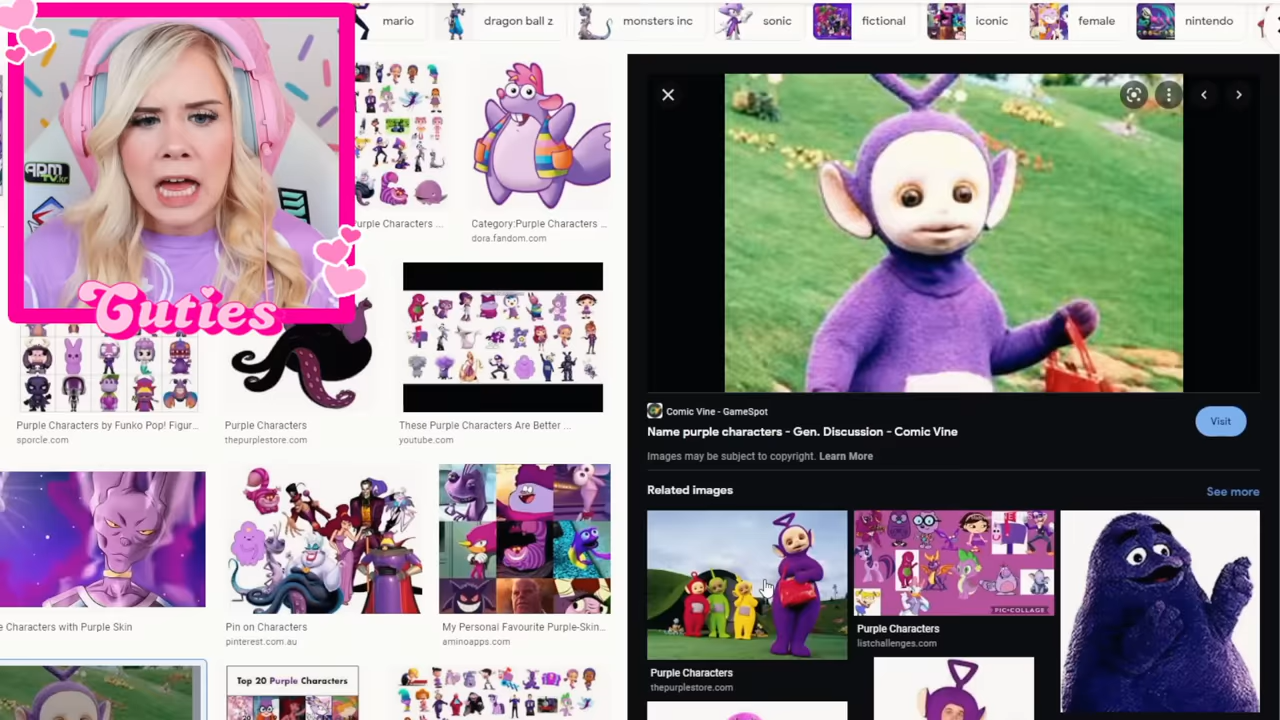 mario
dragon ball z
monsters inc
sonic
fictional
iconic
female
nintendo
Cuties
Purple Characters ...
Category:Purple Characters ...
dora.fandom.com
Purple Characters by Funko Pop! Figur...
sporcle.com
Purple Characters
thepurplestore.com
These Purple Characters Are Better ...
youtube.com
e Characters with Purple Skin
Pin on Characters
pinterest.com.au
My Personal Favourite Purple-Skin...
aminoapps.com
Top 20 Purple Characters
Comic Vine - GameSpot
Name purple characters - Gen. Discussion - Comic Vine
Visit
Images may be subject to copyright. Learn More
Related images
See more
Purple Characters
thepurplestore.com
PIC•COLLAGE
Purple Characters
listchallenges.com